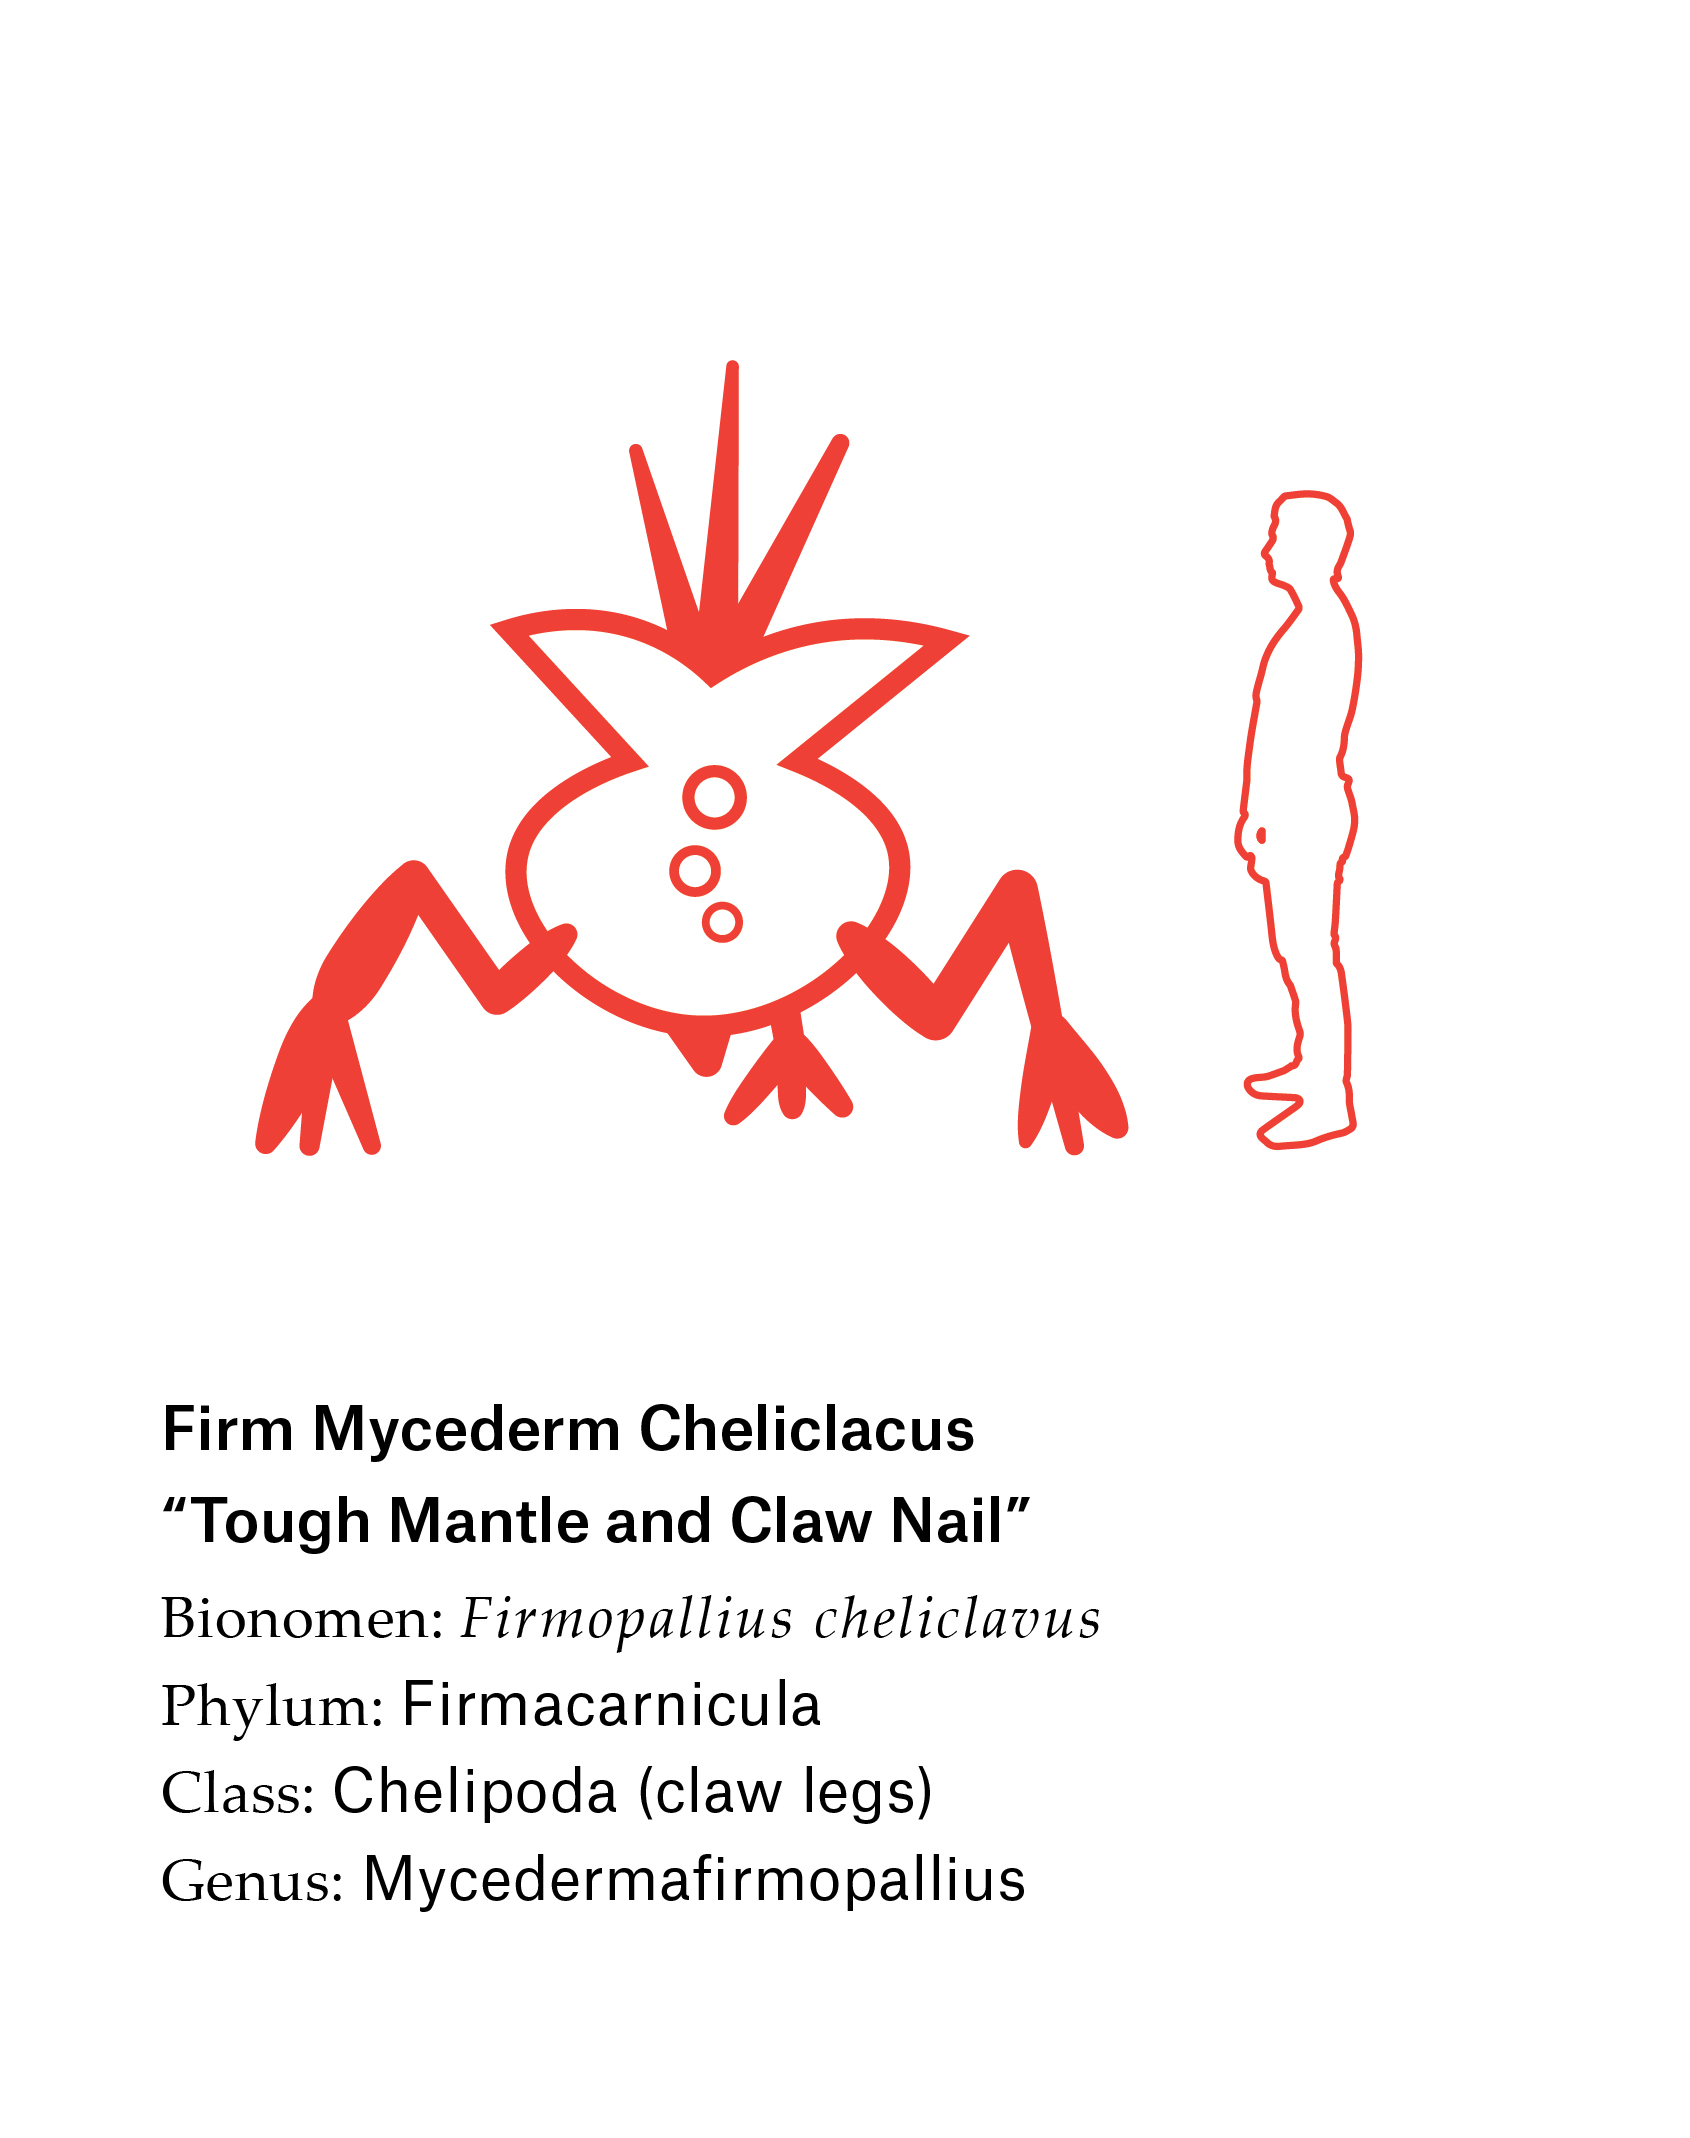 Firm Mycederm Cheliclacus
“Tough Mantle and Claw Nail”
Bionomen: Firmopallius cheliclavus
Phylum: Firmacarnicula
Class: Chelipoda (claw legs)
Genus: Mycedermafirmopallius